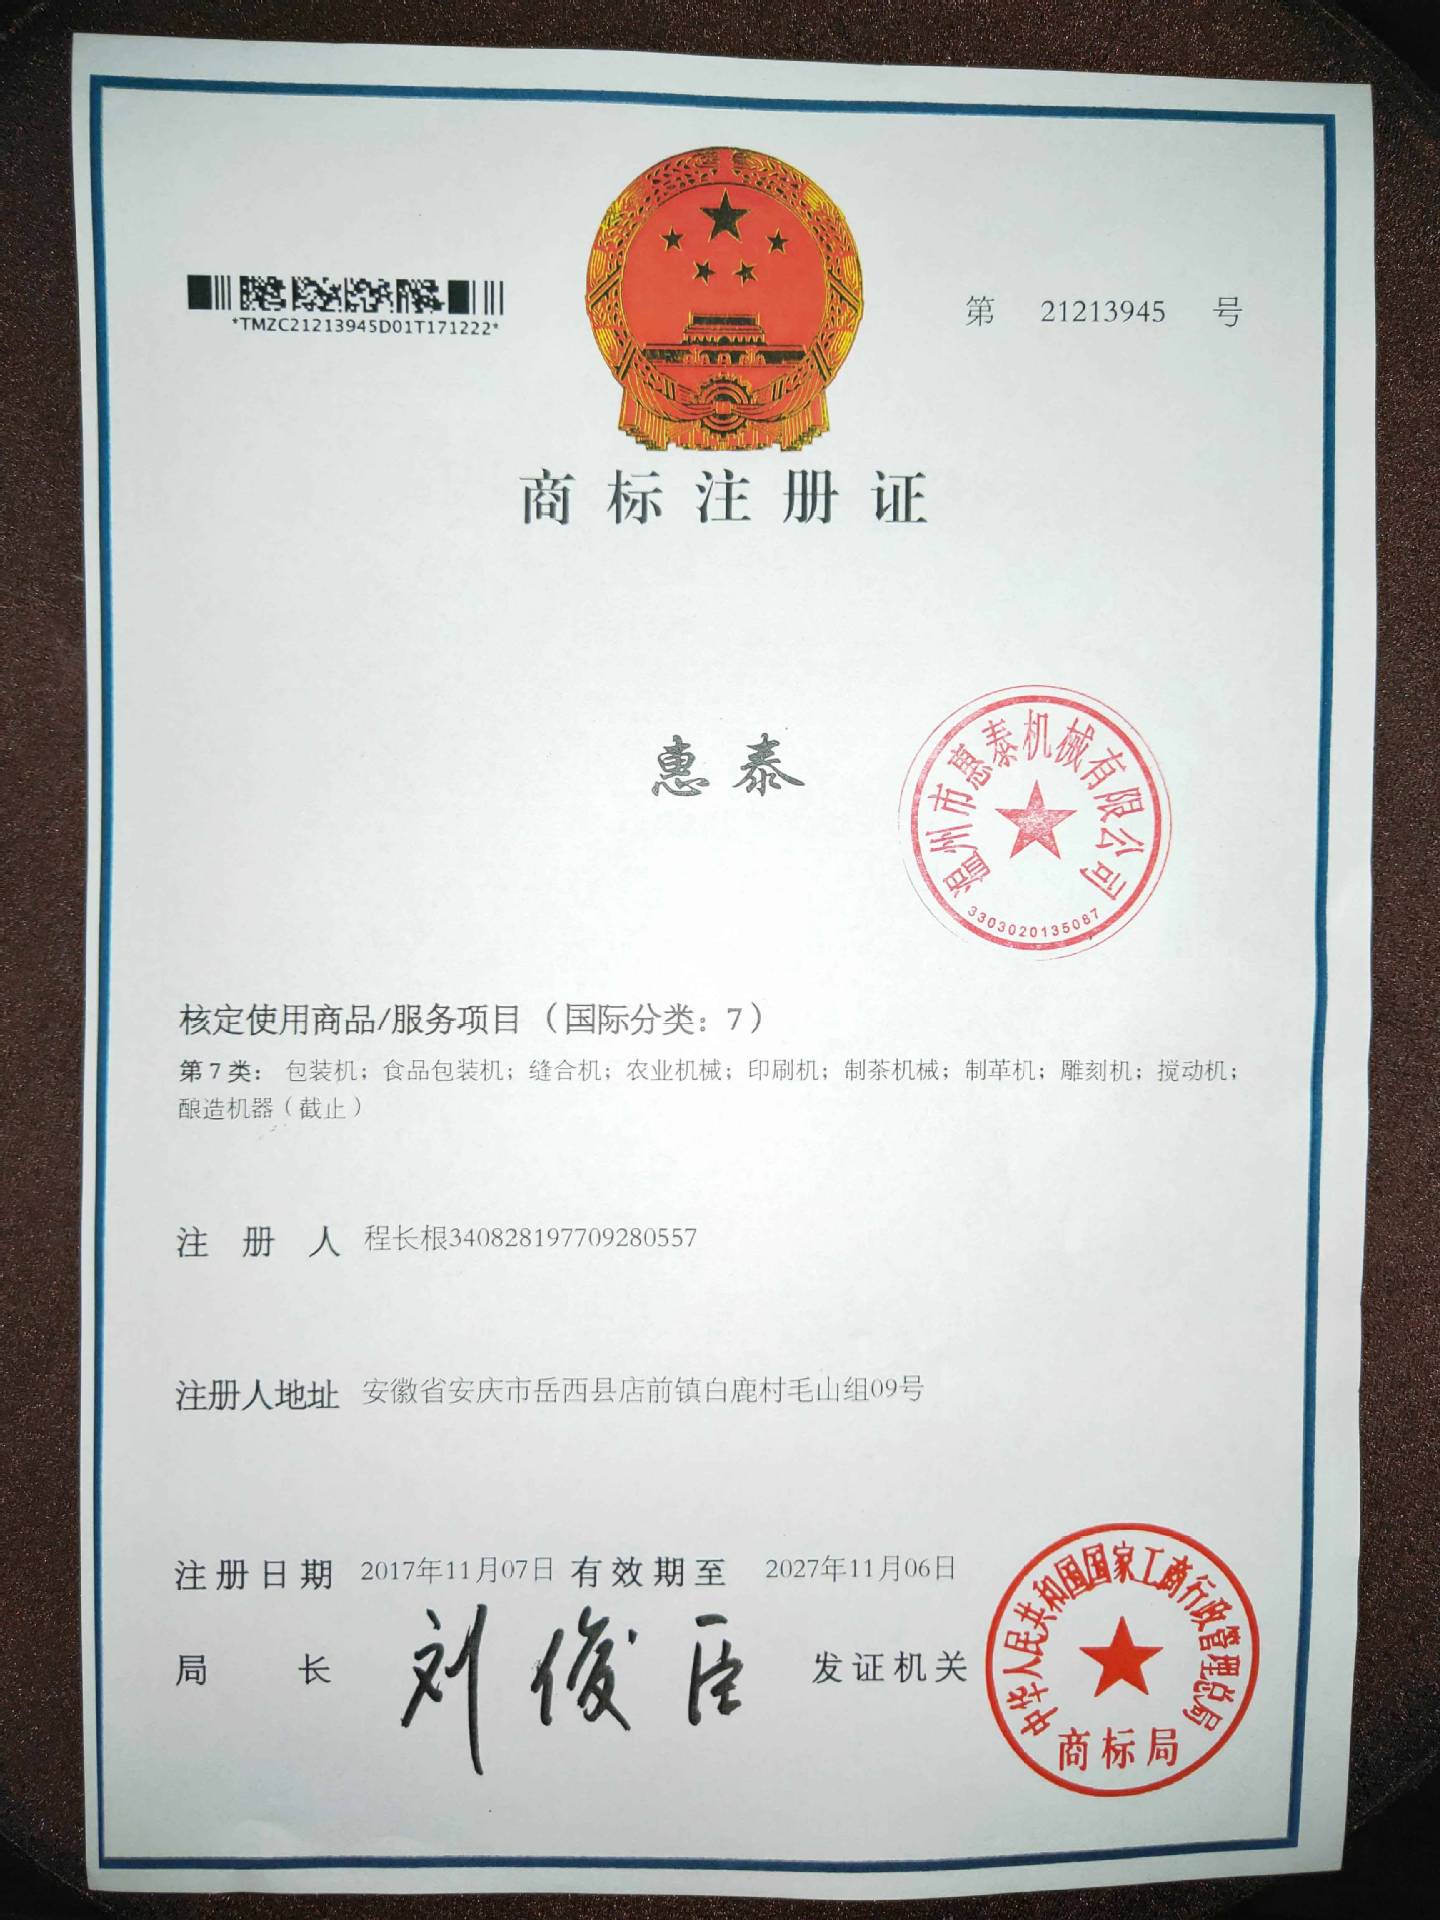 *TMZC21213945D01T171222*
第 21213945 号
商标注册证
惠泰
温州市惠泰机械有限公司
3303020135087
核定使用商品/服务项目（国际分类：7）
第7类： 包装机；食品包装机；缝合机；农业机械；印刷机；制茶机械；制革机；雕刻机；搅动机；
酿造机器（截止）
注册人 程长根340828197709280557
注册人地址 安徽省安庆市岳西县店前镇白鹿村毛山组09号
注册日期 2017年11月07日 有效期至 2027年11月06日
局长 刘俊臣 发证机关
中华人民共和国国家工商行政管理总局
商标局